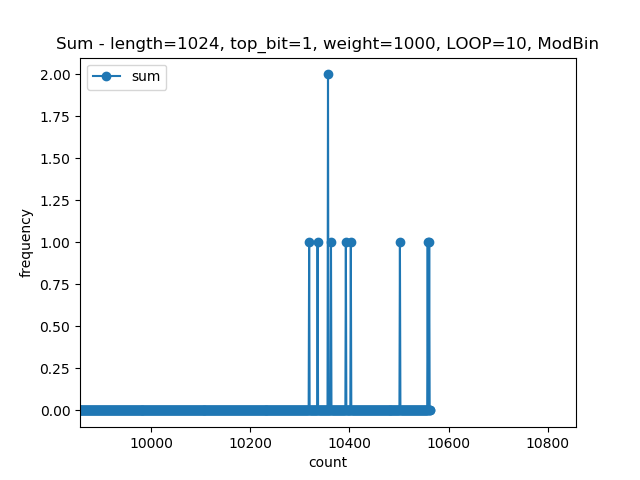 Sum - length=1024, top_bit=1, weight=1000, LOOP=10, ModBin
sum
2.00
1.75
1.50
1.25
1.00
0.75
0.50
0.25
0.00
frequency
10000 10200 10400 10600 10800
count